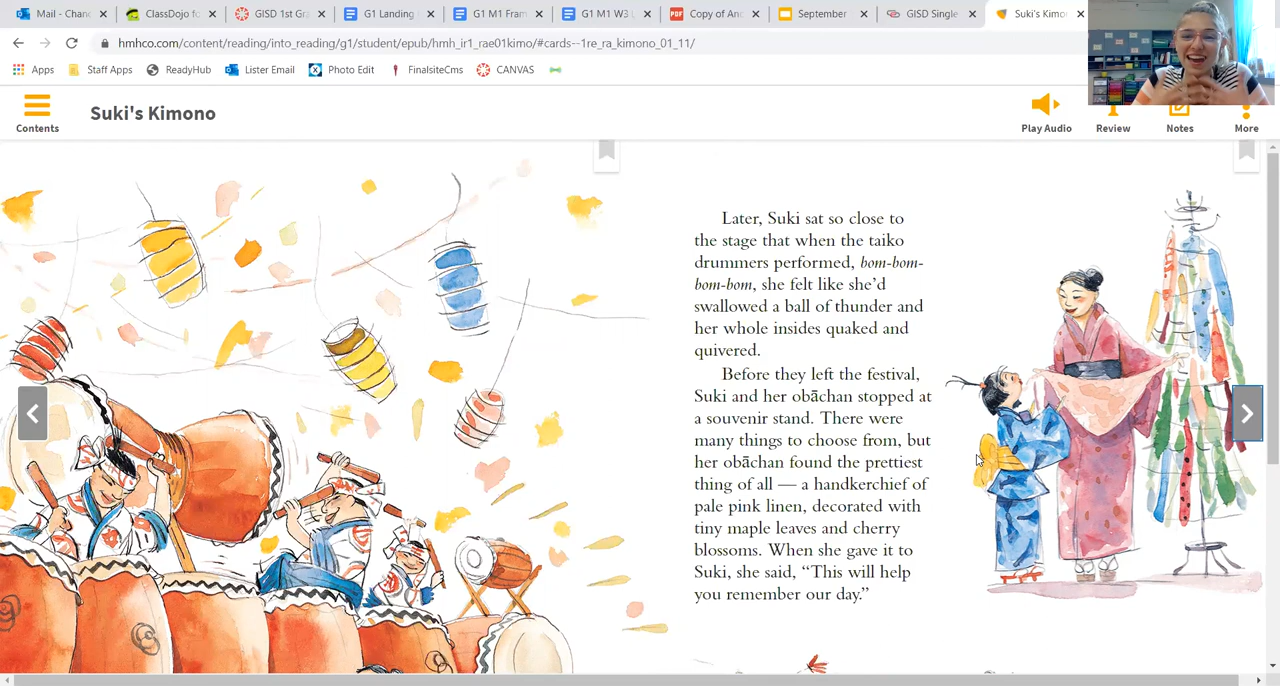 Mail - Chan
ClassDojo fo
GISD 1st Gra
G1 Landing
G1 M1 Fram
G1 M1 W3 L
PDF
Copy of Anc
September
GISD Single
Suki's Kimo
hmhco.com/content/reading/into_reading/g1/student/epub/hmh_ir1_rae01kimo/#cards--1re_ra_kimono_01_11/
Apps
Staff Apps
ReadyHub
Lister Email
Photo Edit
FinalsiteCms
CANVAS
Contents
Suki's Kimono
Play Audio
Review
Notes
More
Later, Suki sat so close to
the stage that when the taiko
drummers performed, bom-bom-
bom-bom, she felt like she'd
swallowed a ball of thunder and
her whole insides quaked and
quivered.
Before they left the festival,
Suki and her obāchan stopped at
a souvenir stand. There were
many things to choose from, but
her obāchan found the prettiest
thing of all — a handkerchief of
pale pink linen, decorated with
tiny maple leaves and cherry
blossoms. When she gave it to
Suki, she said, “This will help
you remember our day.”